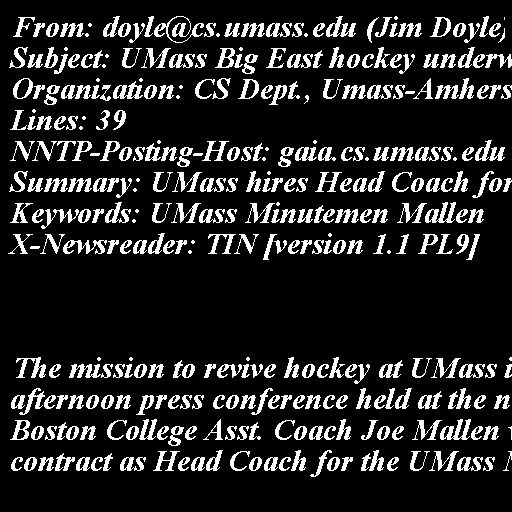 From: doyle@cs.umass.edu (Jim Doyle)
Subject: UMass Big East hockey
Organization: CS Dept., Umass-Amhers
Lines: 39
NNTP-Posting-Host: gaia.cs.umass.edu
Summary: UMass hires Head Coach for
Keywords: UMass Minutemen Mallen
X-Newsreader: TIN [version 1.1 PL9]
The mission to revive hockey at UMass
afternoon press conference held at the
Boston College Asst. Coach Joe Mallen
contract as Head Coach for the UMass